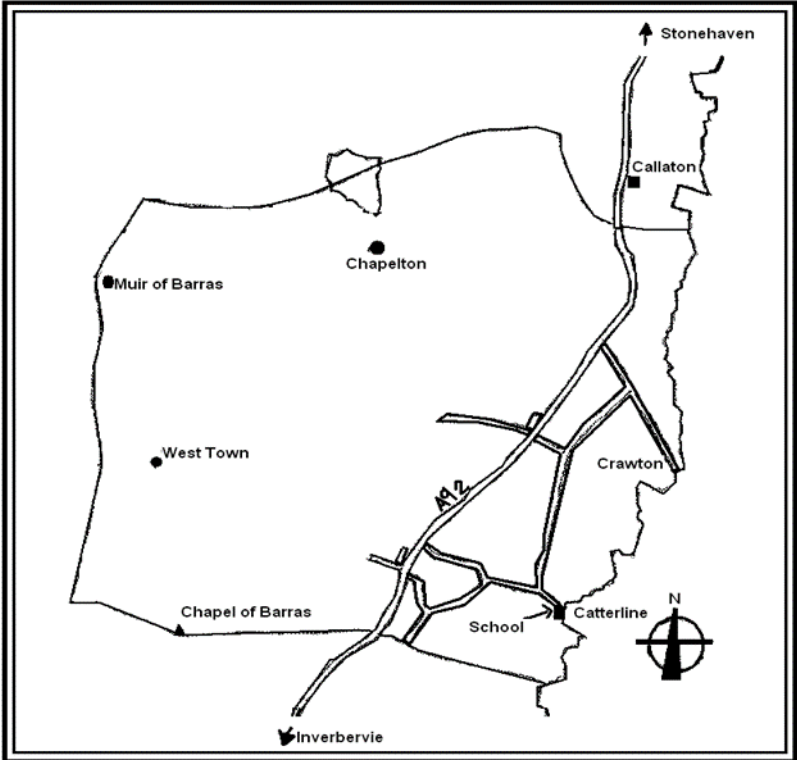 Stonehaven
Callaton
Chapelton
Muir of Barras
West Town
Crawton
A92
Chapel of Barras
N
School
Catterline
Inverbervie